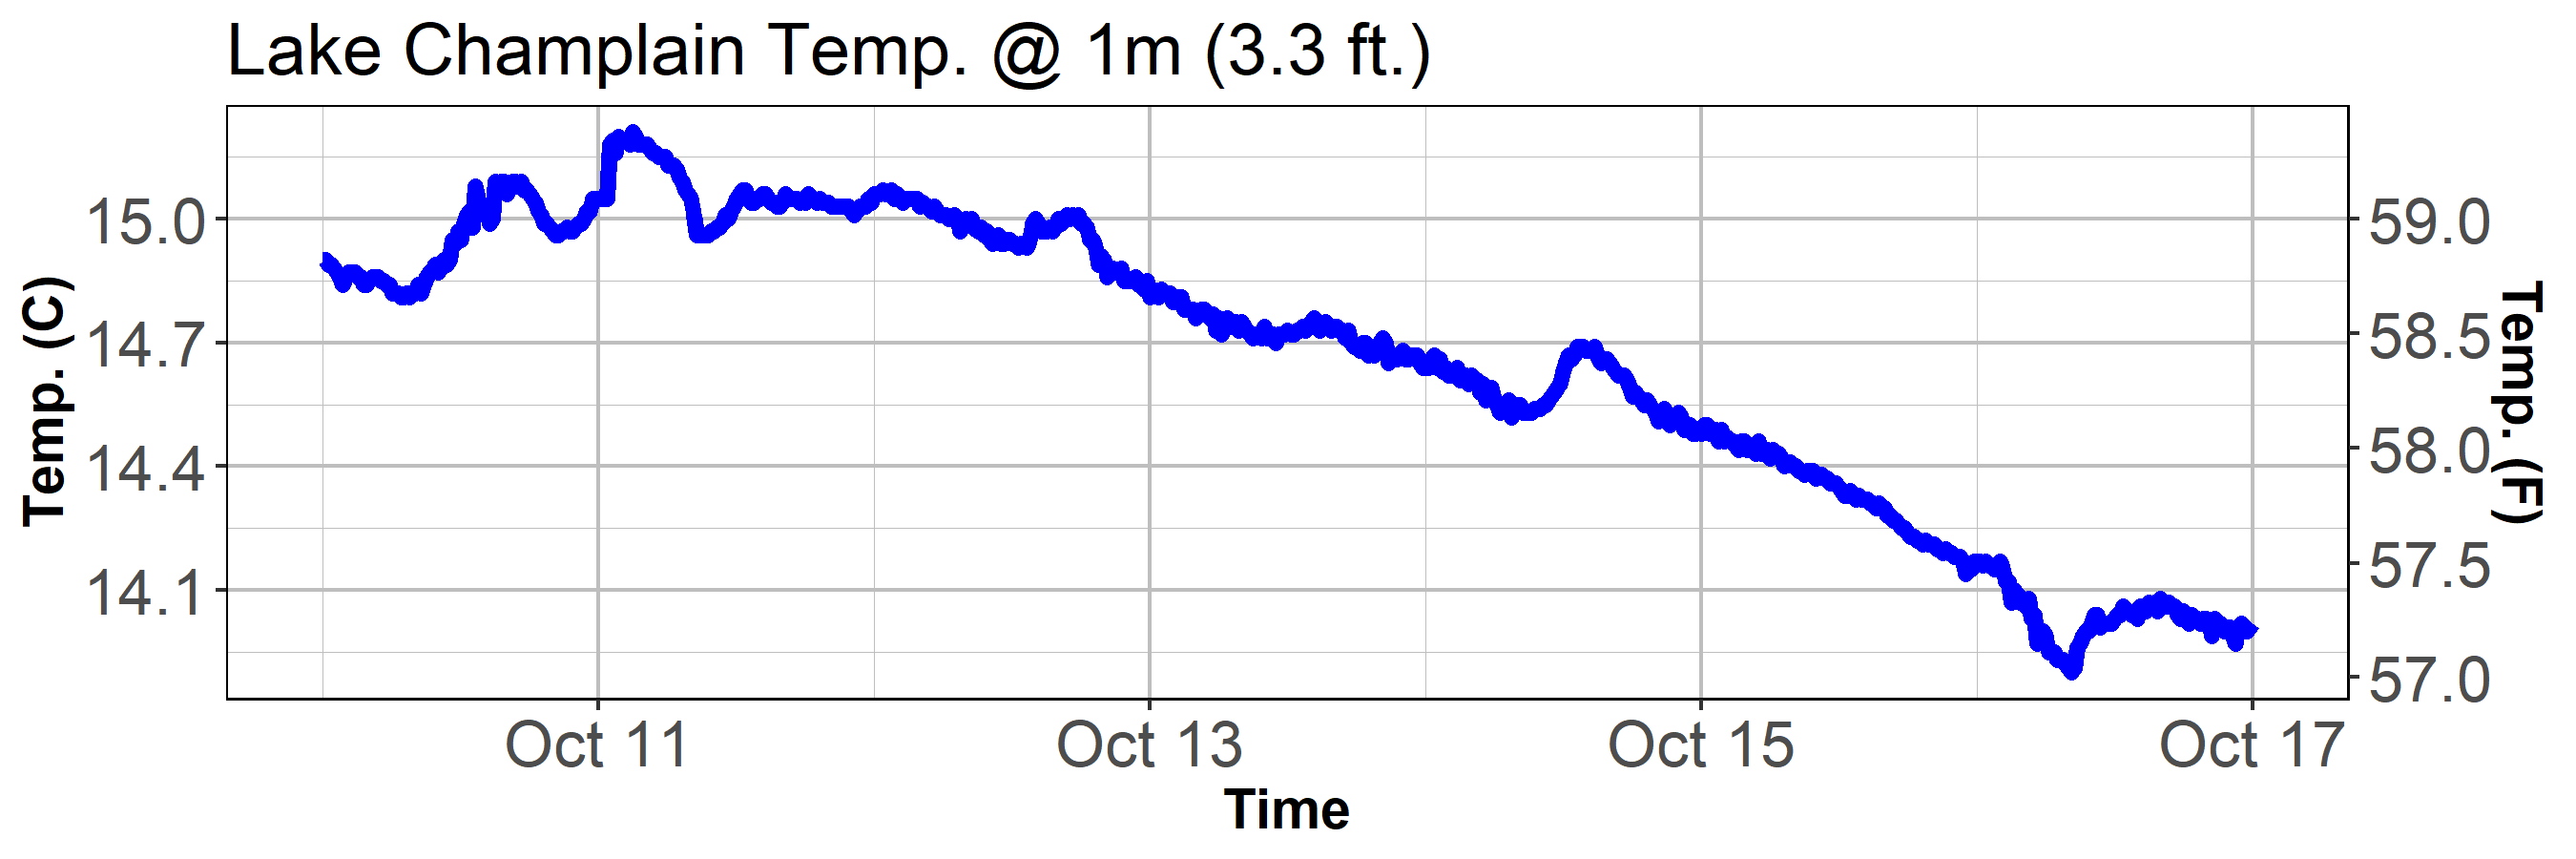 Lake Champlain Temp. @ 1m (3.3 ft.)
Temp. (C)
15.0
14.7
14.4
14.1
59.0
58.5
58.0
57.5
57.0
Temp. (F)
Oct 11
Oct 13
Oct 15
Oct 17
Time